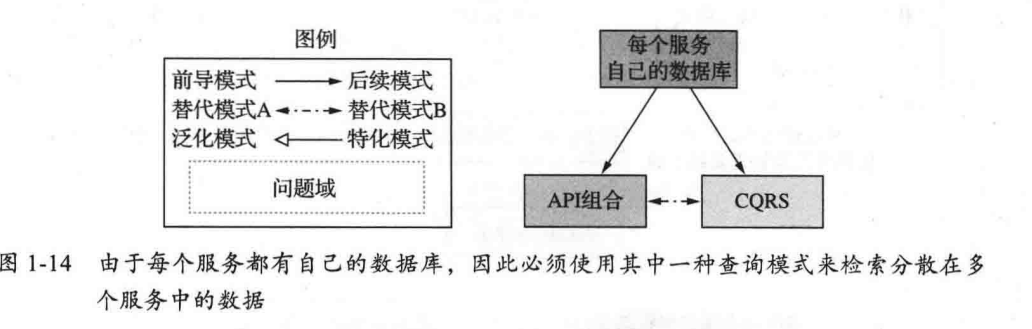 图例
前导模式 后续模式
替代模式A 替代模式B
泛化模式 特化模式
问题域
每个服务
自己的数据库
API组合
CQRS
图 1-14 由于每个服务都有自己的数据库，因此必须使用其中一种查询模式来检索分散在多
个服务中的数据